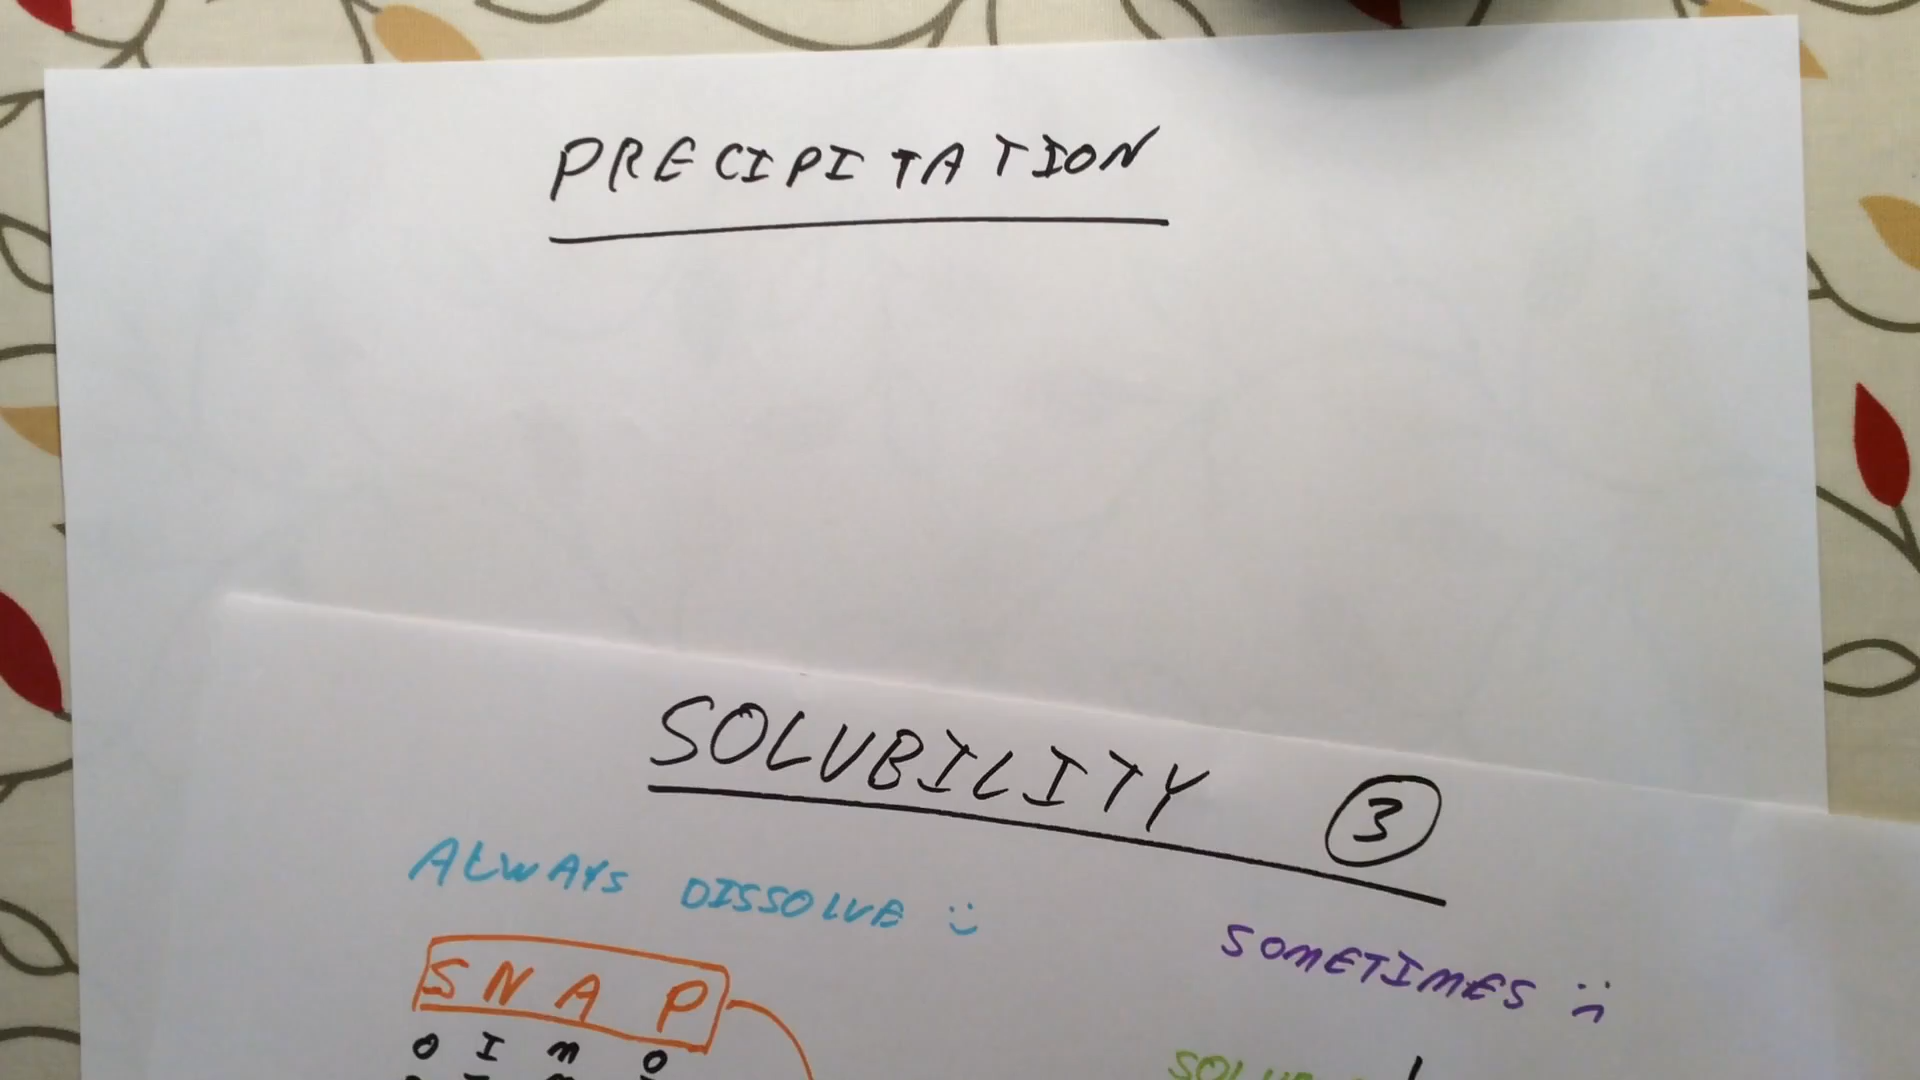 PRECIPITATION
SOLUBILITY 3
ALWAYS DISSOLVE :)
SOMETIMES :(
SNAP
O I M O